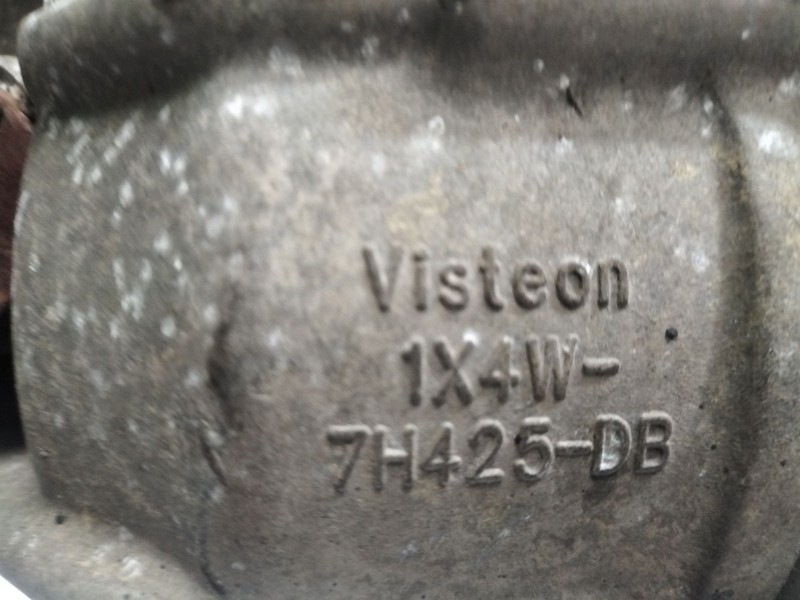 Visteon
1X4W-
7H425-DB